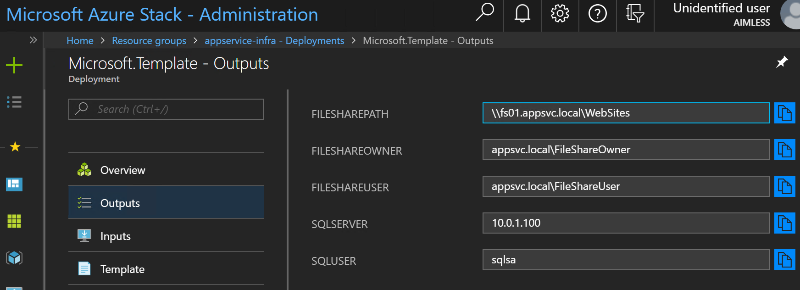 Microsoft Azure Stack - Administration
Unidentified user
AIMLESS
Home > Resource groups > appservice-infra - Deployments > Microsoft.Template - Outputs
Microsoft.Template - Outputs
Deployment
Search (Ctrl+/)
Overview
Outputs
Inputs
Template
FILESHAREPATH
\\fs01.appsvc.local\WebSites
FILESHAREOWNER
appsvc.local\FileShareOwner
FILESHAREUSER
appsvc.local\FileShareUser
SQLSERVER
10.0.1.100
SQLUSER
sqlsa